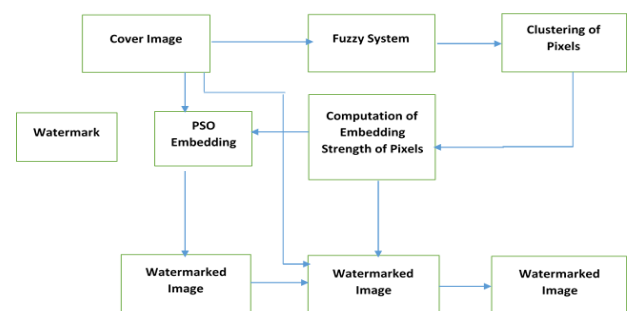 Cover Image
Fuzzy System
Clustering of
Pixels
Watermark
PSO
Embedding
Computation of
Embedding
Strength of Pixels
Watermarked
Image
Watermarked
Image
Watermarked
Image